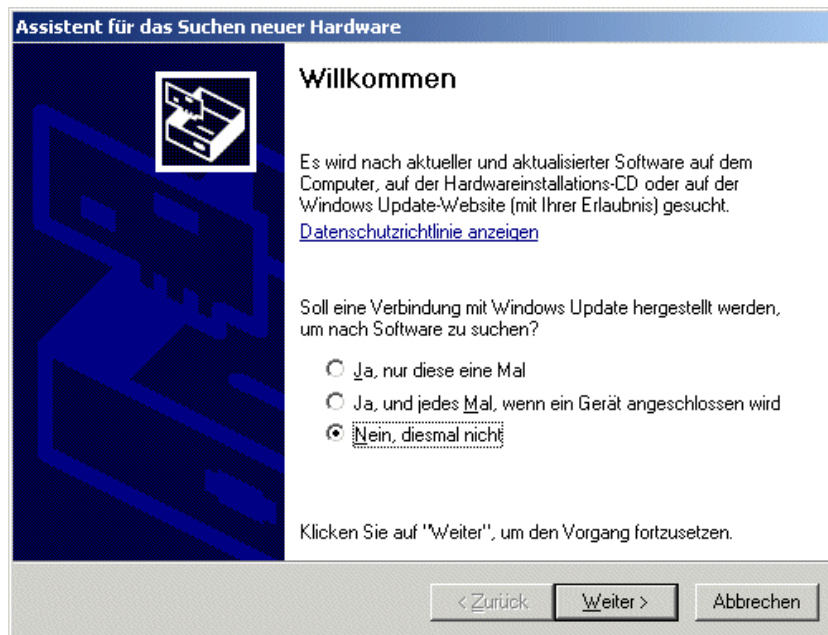 Assistent für das Suchen neuer Hardware
Willkommen
Es wird nach aktueller und aktualisierter Software auf dem
Computer, auf der Hardwareinstallations-CD oder auf der
Windows Update-Website (mit Ihrer Erlaubnis) gesucht.
Datenschutzrichtlinie anzeigen
Soll eine Verbindung mit Windows Update hergestellt werden,
um nach Software zu suchen?
Ja, nur diese eine Mal
Ja, und jedes Mal, wenn ein Gerät angeschlossen wird
Nein, diesmal nicht
Klicken Sie auf "Weiter", um den Vorgang fortzusetzen.
< Zurück Weiter > Abbrechen